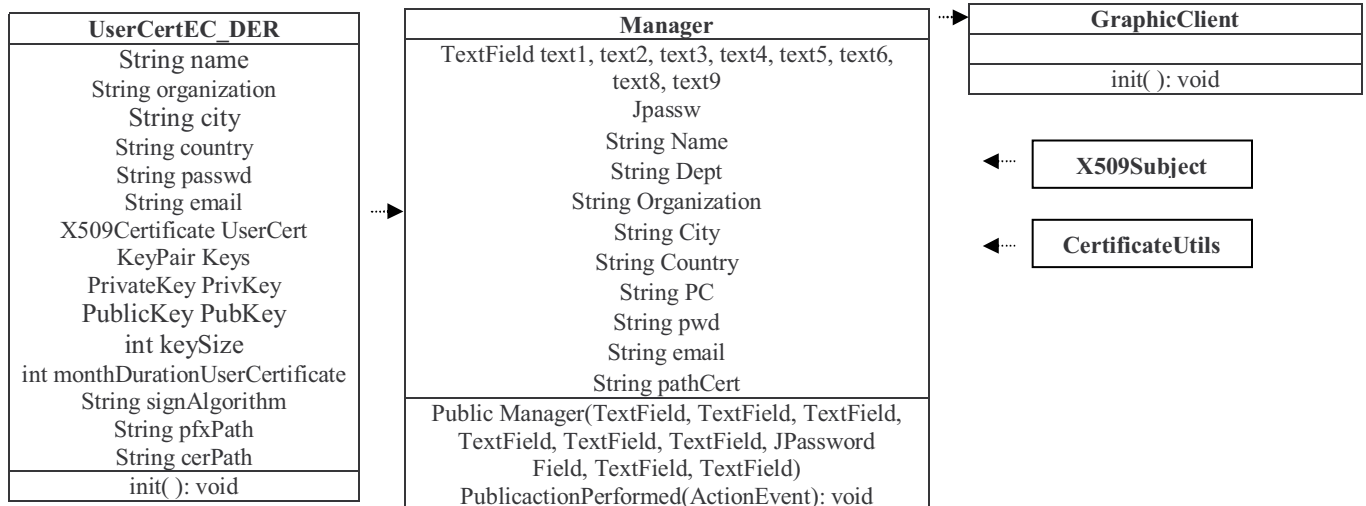 UserCertEC_DER
String name
String organization
String city
String country
String passwd
String email
X509Certificate UserCert
KeyPair Keys
PrivateKey PrivKey
PublicKey PubKey
int keySize
int monthDurationUserCertificate
String signAlgorithm
String pfxPath
String cerPath
init( ): void
Manager
TextField text1, text2, text3, text4, text5, text6,
text8, text9
Jpassw
String Name
String Dept
String Organization
String City
String Country
String PC
String pwd
String email
String pathCert
Public Manager(TextField, TextField, TextField,
TextField, TextField, TextField, JPassword
Field, TextField, TextField)
PublicactionPerformed(ActionEvent): void
GraphicClient
init( ): void
X509Subject
CertificateUtils